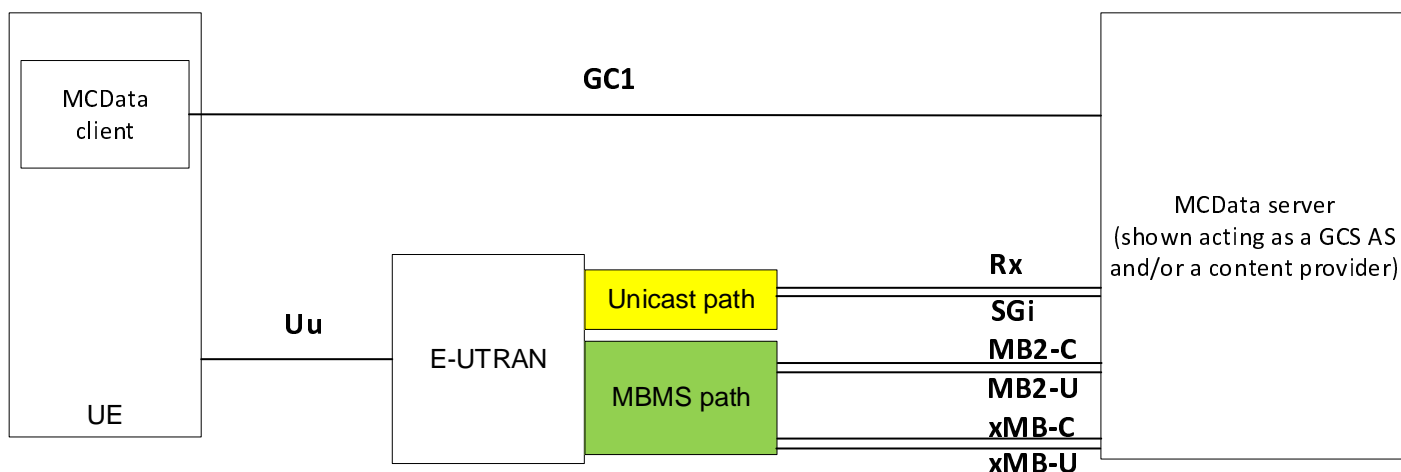 GC1
MCData
client
MCData server
(shown acting as a GCS AS
and/or a content provider)
Rx
Unicast path
SGi
Uu
MB2-C
E-UTRAN
MBMS path
MB2-U
UE
xMB-C
xMB-U